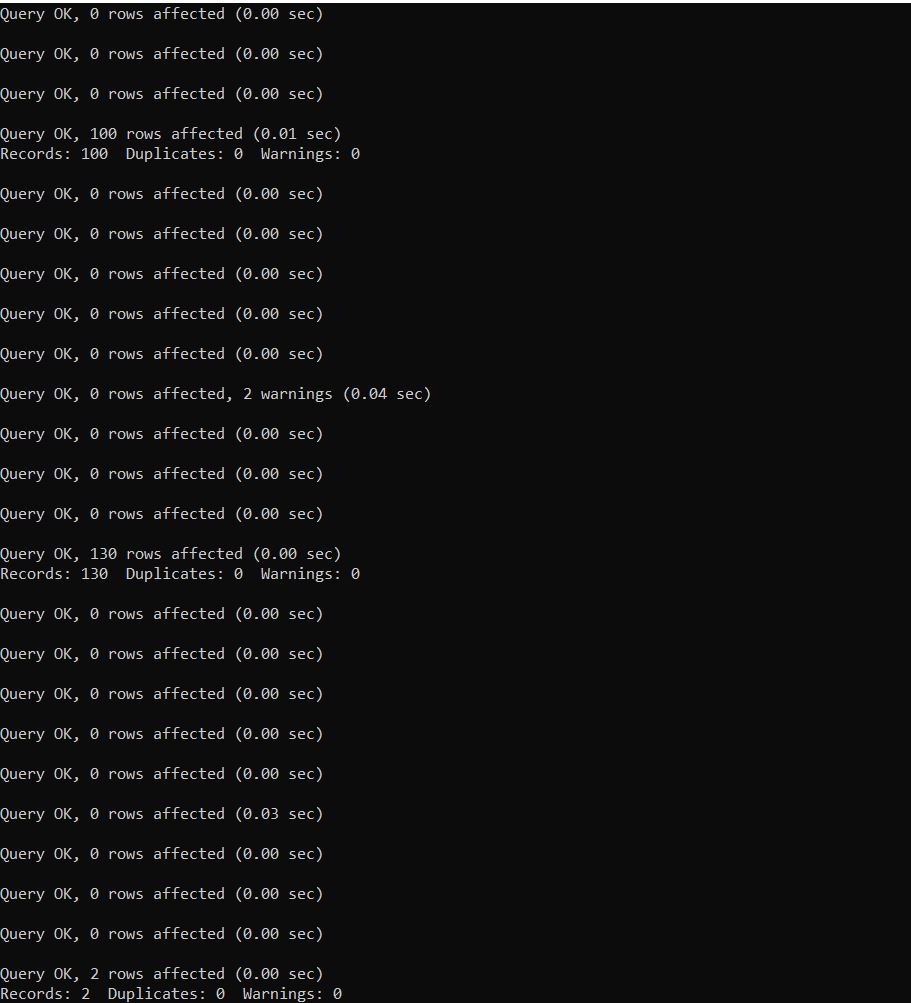 Query OK, 0 rows affected (0.00 sec)
Query OK, 0 rows affected (0.00 sec)
Query OK, 0 rows affected (0.00 sec)
Query OK, 100 rows affected (0.01 sec)
Records: 100  Duplicates: 0  Warnings: 0
Query OK, 0 rows affected (0.00 sec)
Query OK, 0 rows affected (0.00 sec)
Query OK, 0 rows affected (0.00 sec)
Query OK, 0 rows affected (0.00 sec)
Query OK, 0 rows affected (0.00 sec)
Query OK, 0 rows affected, 2 warnings (0.04 sec)
Query OK, 0 rows affected (0.00 sec)
Query OK, 0 rows affected (0.00 sec)
Query OK, 0 rows affected (0.00 sec)
Query OK, 130 rows affected (0.00 sec)
Records: 130  Duplicates: 0  Warnings: 0
Query OK, 0 rows affected (0.00 sec)
Query OK, 0 rows affected (0.00 sec)
Query OK, 0 rows affected (0.00 sec)
Query OK, 0 rows affected (0.00 sec)
Query OK, 0 rows affected (0.00 sec)
Query OK, 0 rows affected (0.03 sec)
Query OK, 0 rows affected (0.00 sec)
Query OK, 0 rows affected (0.00 sec)
Query OK, 0 rows affected (0.00 sec)
Query OK, 2 rows affected (0.00 sec)
Records: 2  Duplicates: 0  Warnings: 0